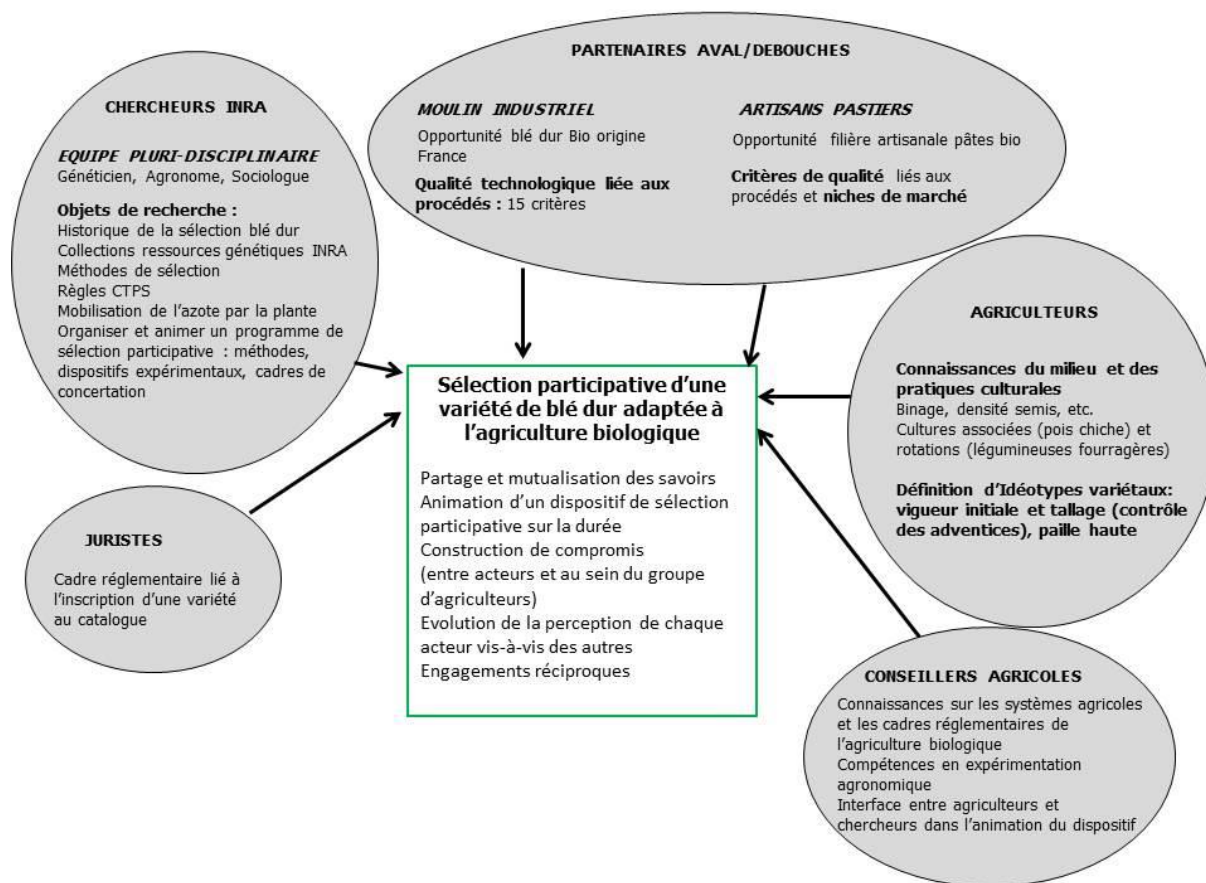 CHERCHEURS INRA
EQUIPE PLURI-DISCIPLINAIRE
Généticien, Agronome, Sociologue
Objets de recherche :
Historique de la sélection blé dur
Collections ressources génétiques INRA
Méthodes de sélection
Règles CTPS
Mobilisation de l'azote par la plante
Organiser et animer un programme de
sélection participative : méthodes,
dispositifs expérimentaux, cadres de
concertation
PARTENAIRES AVAL/DEBOUCHES
MOULIN INDUSTRIEL
Opportunité blé dur Bio origine
France
Qualité technologique liée aux
procédés : 15 critères
ARTISANS PASTIERS
Opportunité filière artisanale pâtes bio
Critères de qualité liés aux
procédés et niches de marché
AGRICULTEURS
Connaissances du milieu et des
pratiques culturales
Binage, densité semis, etc.
Cultures associées (pois chiche) et
rotations (légumineuses fourragères)
Définition d'Idéotypes variétaux:
vigueur initiale et tallage (contrôle
des adventices), paille haute
Sélection participative d'une
variété de blé dur adaptée à
l'agriculture biologique
Partage et mutualisation des savoirs
Animation d'un dispositif de sélection
participative sur la durée
Construction de compromis
(entre acteurs et au sein du groupe
d'agriculteurs)
Evolution de la perception de chaque
acteur vis-à-vis des autres
Engagements réciproques
JURISTES
Cadre réglementaire lié à
l'inscription d'une variété
au catalogue
CONSEILLERS AGRICOLES
Connaissances sur les systèmes agricoles
et les cadres réglementaires de
l'agriculture biologique
Compétences en expérimentation
agronomique
Interface entre agriculteurs et
chercheurs dans l'animation du dispositif